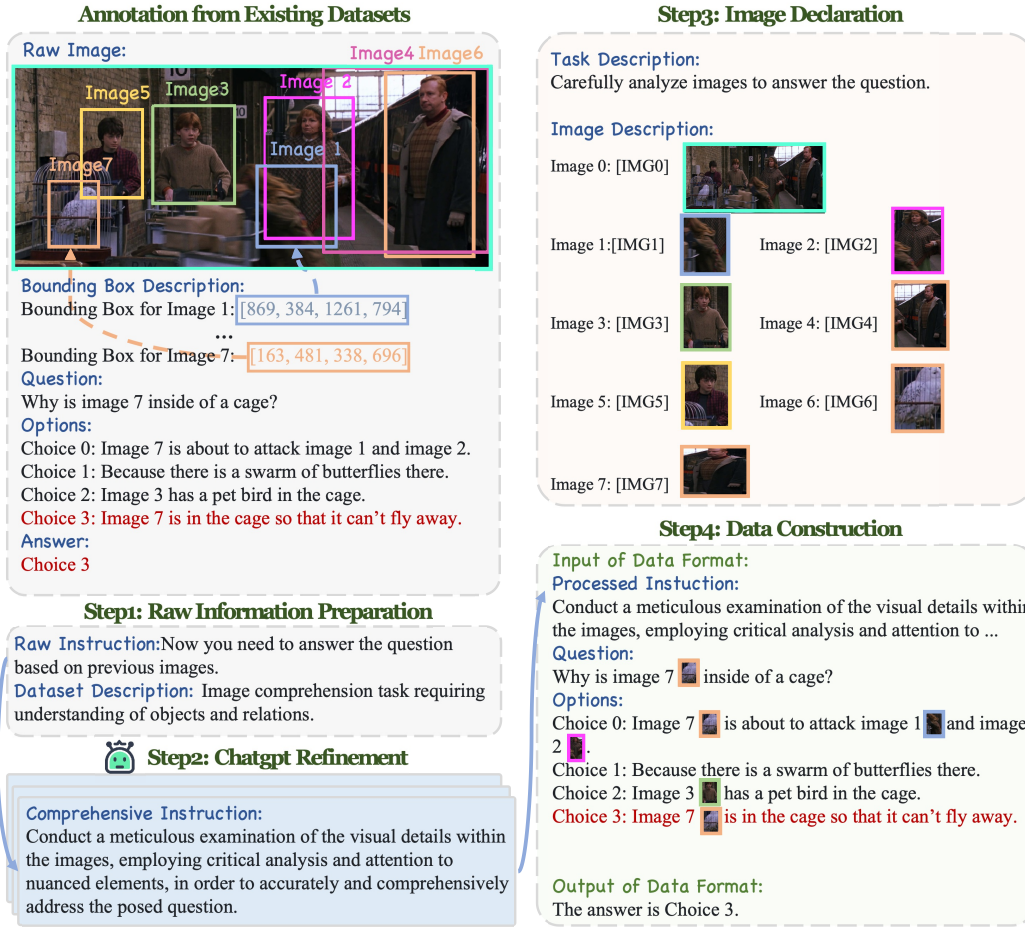 Annotation from Existing Datasets
Raw Image:
Image4 Image6
10
Image5
Image3
Image 2
Image7
Image 1
Bounding Box Description:
Bounding Box for Image 1: [869, 384, 1261, 794]
...
Bounding Box for Image 7: [163, 481, 338, 696]
Question:
Why is image 7 inside of a cage?
Options:
Choice 0: Image 7 is about to attack image 1 and image 2.
Choice 1: Because there is a swarm of butterflies there.
Choice 2: Image 3 has a pet bird in the cage.
Choice 3: Image 7 is in the cage so that it can't fly away.
Answer:
Choice 3
Step1: Raw Information Preparation
Raw Instruction:Now you need to answer the question
based on previous images.
Dataset Description: Image comprehension task requiring
understanding of objects and relations.
Step2: Chatgpt Refinement
Comprehensive Instruction:
Conduct a meticulous examination of the visual details within
the images, employing critical analysis and attention to
nuanced elements, in order to accurately and comprehensively
address the posed question.
Step3: Image Declaration
Task Description:
Carefully analyze images to answer the question.
Image Description:
Image 0: [IMG0]
Image 1:[IMG1] Image 2: [IMG2]
Image 3: [IMG3] Image 4: [IMG4]
Image 5: [IMG5] Image 6: [IMG6]
Image 7: [IMG7]
Step4: Data Construction
Input of Data Format:
Processed Instuction:
Conduct a meticulous examination of the visual details within
the images, employing critical analysis and attention to ...
Question:
Why is image 7 inside of a cage?
Options:
Choice 0: Image 7 is about to attack image 1 and image
2 .
Choice 1: Because there is a swarm of butterflies there.
Choice 2: Image 3 has a pet bird in the cage.
Choice 3: Image 7 is in the cage so that it can't fly away.
Output of Data Format:
The answer is Choice 3.